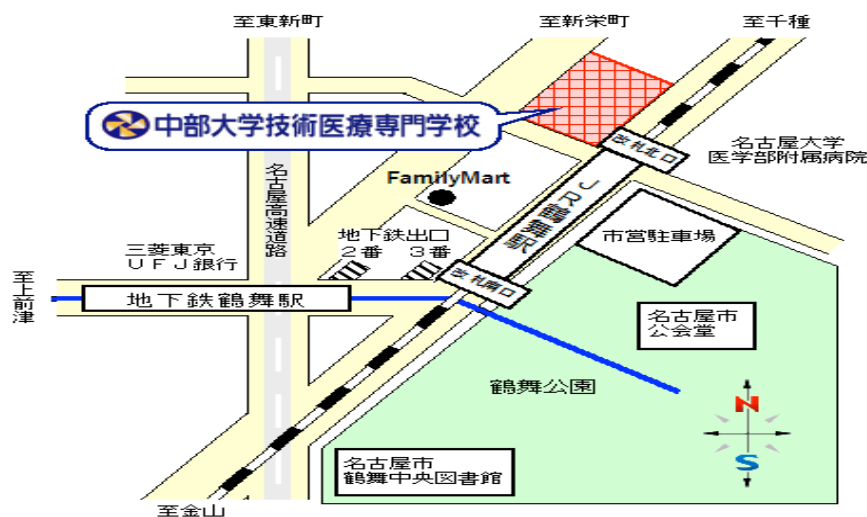 至東新町
至新栄町
至千種
中部大学技術医療専門学校
改札北口
名古屋大学
医学部附属病院
FamilyMart
JR鶴舞駅
名古屋高速道路
市営駐車場
地下鉄出口
2番 3番
三菱東京
UFJ銀行
改札南口
至上前津
地下鉄鶴舞駅
名古屋市
公会堂
鶴舞公園
N
S
名古屋市
鶴舞中央図書館
至金山